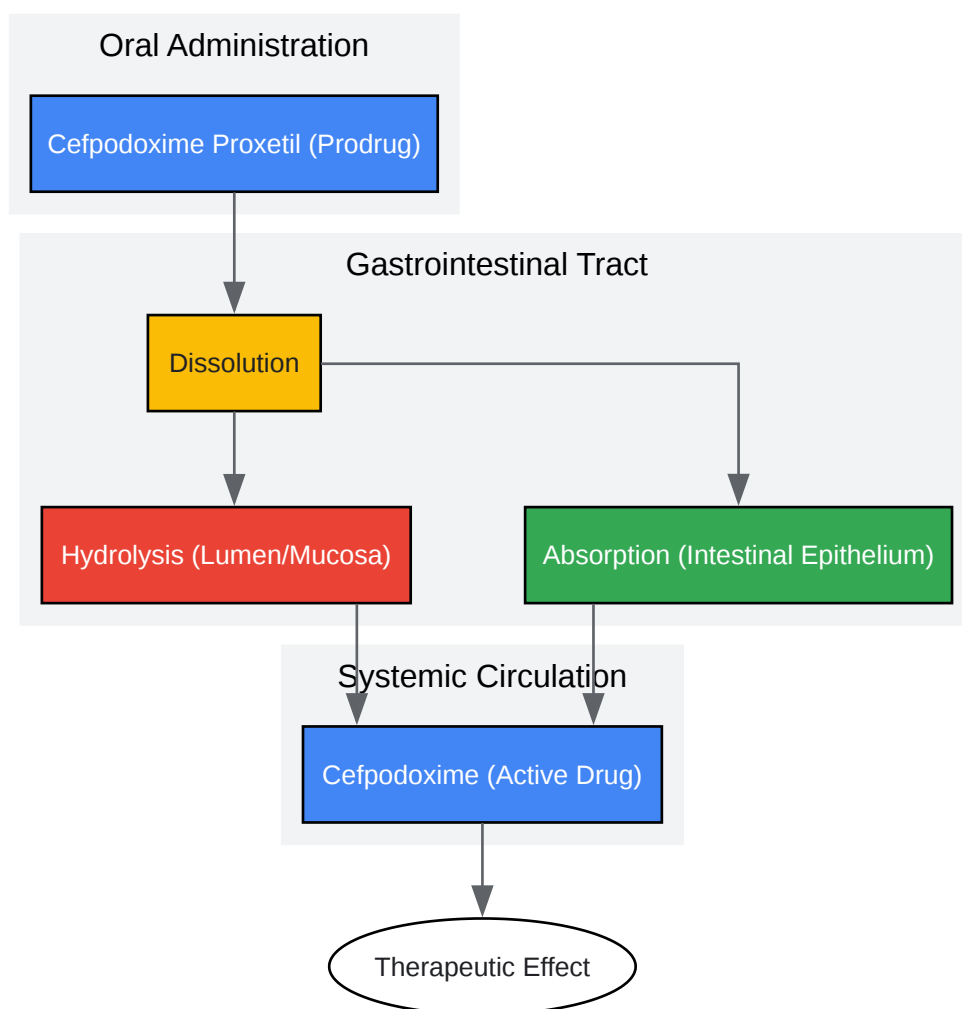 Oral Administration
Cefpodoxime Proxetil (Prodrug)
Gastrointestinal Tract
Dissolution
Hydrolysis (Lumen/Mucosa)
Absorption (Intestinal Epithelium)
Systemic Circulation
Cefpodoxime (Active Drug)
Therapeutic Effect